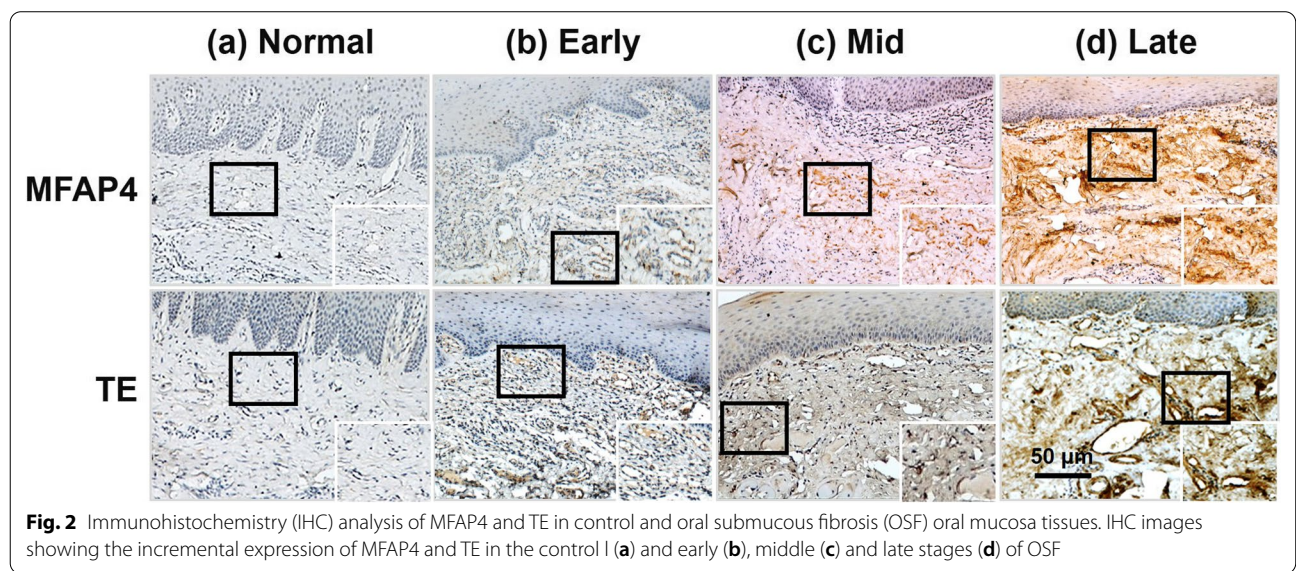 (a) Normal (b) Early (c) Mid (d) Late
MFAP4
TE
50 µm
Fig. 2 Immunohistochemistry (IHC) analysis of MFAP4 and TE in control and oral submucous fibrosis (OSF) oral mucosa tissues. IHC images
showing the incremental expression of MFAP4 and TE in the control l (a) and early (b), middle (c) and late stages (d) of OSF